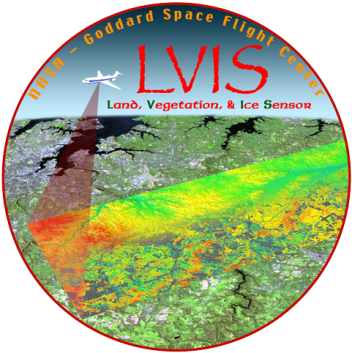 NASA – Goddard Space Flight Center
LVIS
Land, Vegetation, & Ice Sensor